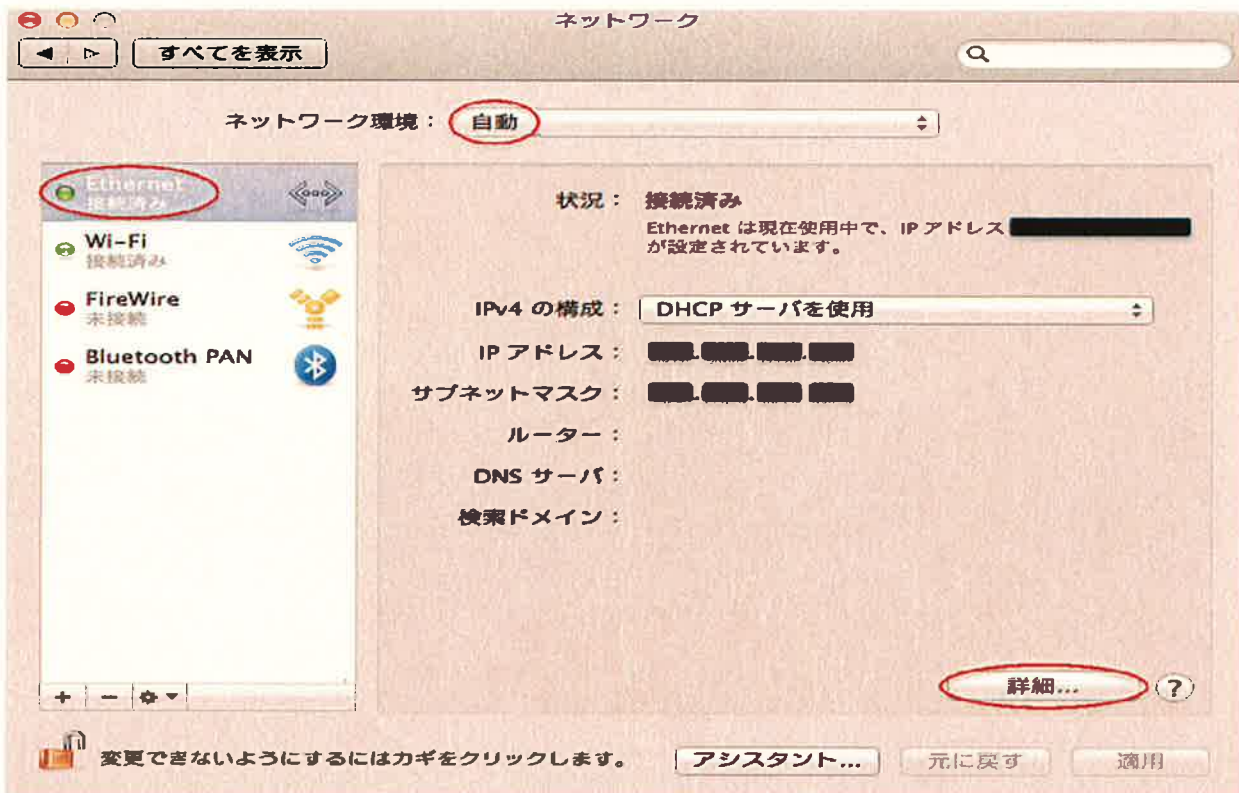 ネットワーク
すべてを表示
ネットワーク環境： 自動
Ethernet
接続済み
Wi-Fi
接続済み
FireWire
未接続
Bluetooth PAN
未接続
状況： 接続済み
Ethernet は現在使用中で、IP アドレス
が設定されています。
IPv4 の構成： DHCP サーバを使用
IP アドレス：
サブネットマスク：
ルーター：
DNS サーバ：
検索ドメイン：
詳細... ?
変更できないようにするにはカギをクリックします。
アシスタント... 元に戻す 適用